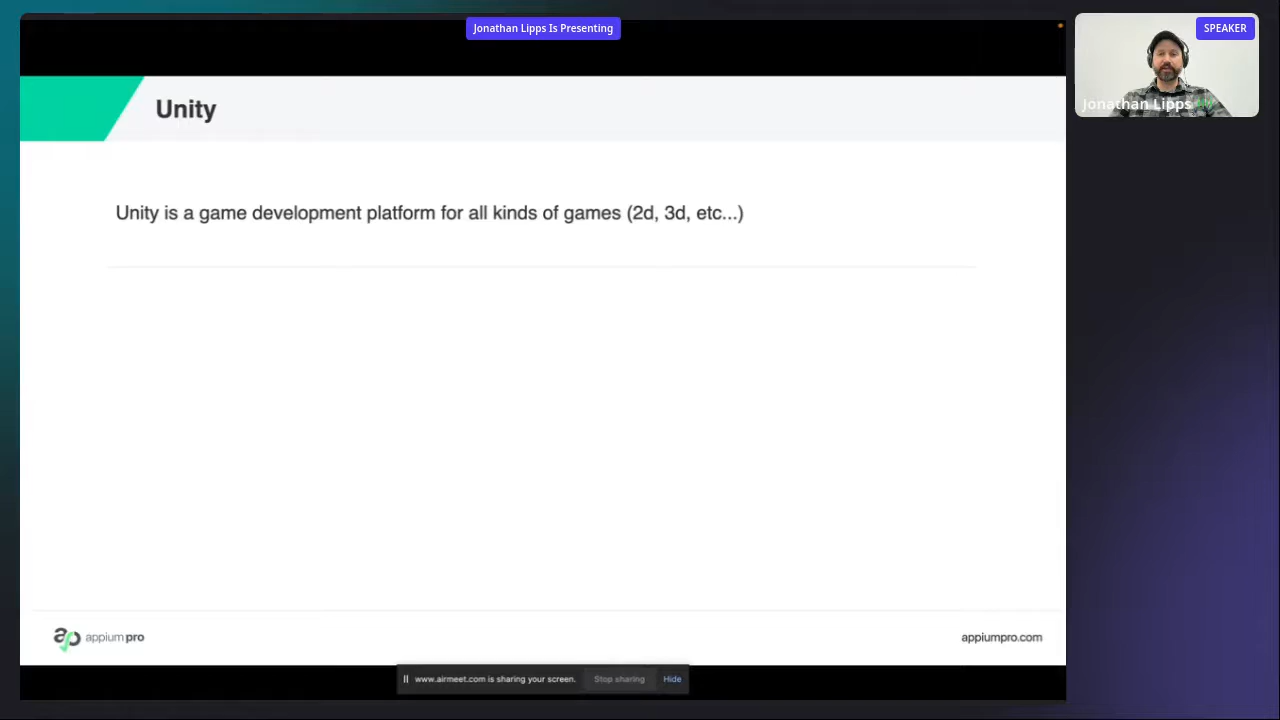 Jonathan Lipps Is Presenting
SPEAKER
Jonathan Lipps
Unity
Unity is a game development platform for all kinds of games (2d, 3d, etc...)
appium pro
appiumpro.com
www.airmeet.com is sharing your screen.
Stop sharing
Hide